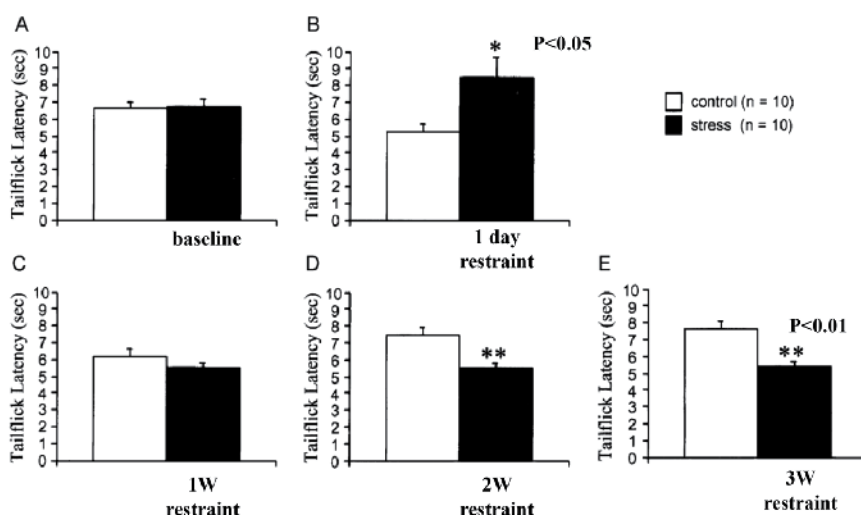 A
Tailflick Latency (sec)
10
9
8
7
6
5
4
3
2
1
0
baseline
B
Tailflick Latency (sec)
10
9
8
7
6
5
4
3
2
1
0
*
P<0.05
1 day
restraint
control (n = 10)
stress (n = 10)
C
Tailflick Latency (sec)
10
9
8
7
6
5
4
3
2
1
0
1W
restraint
D
Tailflick Latency (sec)
10
9
8
7
6
5
4
3
2
1
0
**
2W
restraint
E
Tailflick Latency (sec)
10
9
8
7
6
5
4
3
2
1
0
P<0.01
**
3W
restraint